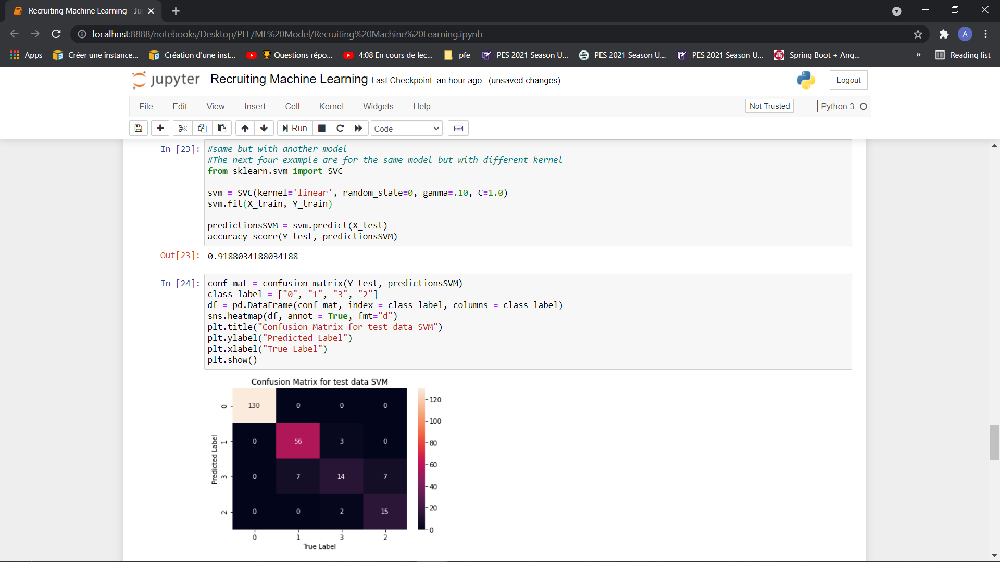 Recruiting Machine Learning - Ju
localhost:8888/notebooks/Desktop/PFE/ML%20Model/Recruiting%20Machine%20Learning.ipynb
A
Apps
Créer une instance...
Création d'une inst...
Questions répo...
4:08 En cours de lec...
pfe
PES 2021 Season U...
PES 2021 Season U...
PES 2021 Season U...
Spring Boot + Ang...
»
Reading list
jupyter
Recruiting Machine Learning Last Checkpoint: an hour ago (unsaved changes)
Logout
File Edit View Insert Cell Kernel Widgets Help
Not Trusted
Python 3
Run
Code
In [23]:
#same but with another model
#The next four example are for the same model but with different kernel
from sklearn.svm import SVC
svm = SVC(kernel='linear', random_state=0, gamma=.10, C=1.0)
svm.fit(X_train, Y_train)
predictionsSVM = svm.predict(X_test)
accuracy_score(Y_test, predictionsSVM)
Out[23]: 0.9188034188034188
In [24]:
conf_mat = confusion_matrix(Y_test, predictionsSVM)
class_label = ["0", "1", "3", "2"]
df = pd.DataFrame(conf_mat, index = class_label, columns = class_label)
sns.heatmap(df, annot = True, fmt="d")
plt.title("Confusion Matrix for test data SVM")
plt.ylabel("Predicted Label")
plt.xlabel("True Label")
plt.show()
Confusion Matrix for test data SVM
Predicted Label
0 130 0 0 0
1 0 56 3 0
3 0 7 14 7
2 0 0 2 15
0 1 3 2
True Label
120
100
80
60
40
20
0